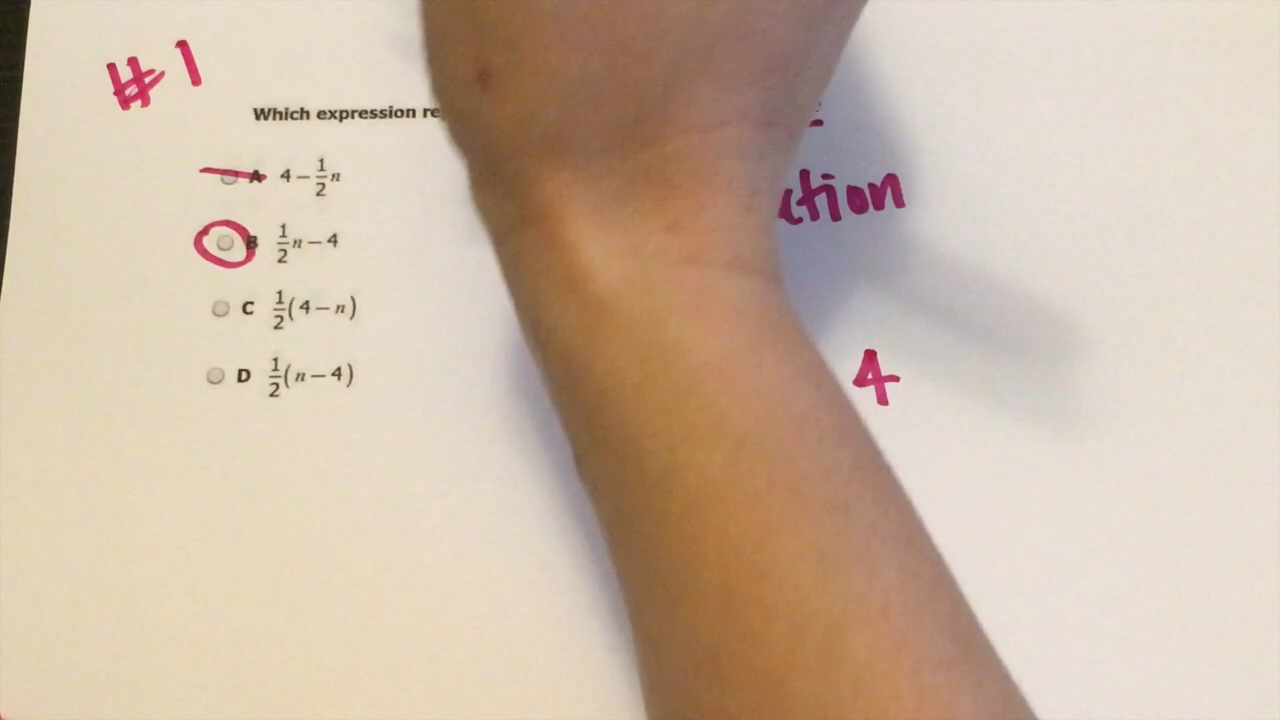 #1
Which expression re
A 4 – 1/2 n
B 1/2 n – 4
C 1/2 (4 – n)
D 1/2 (n – 4)
ction
4